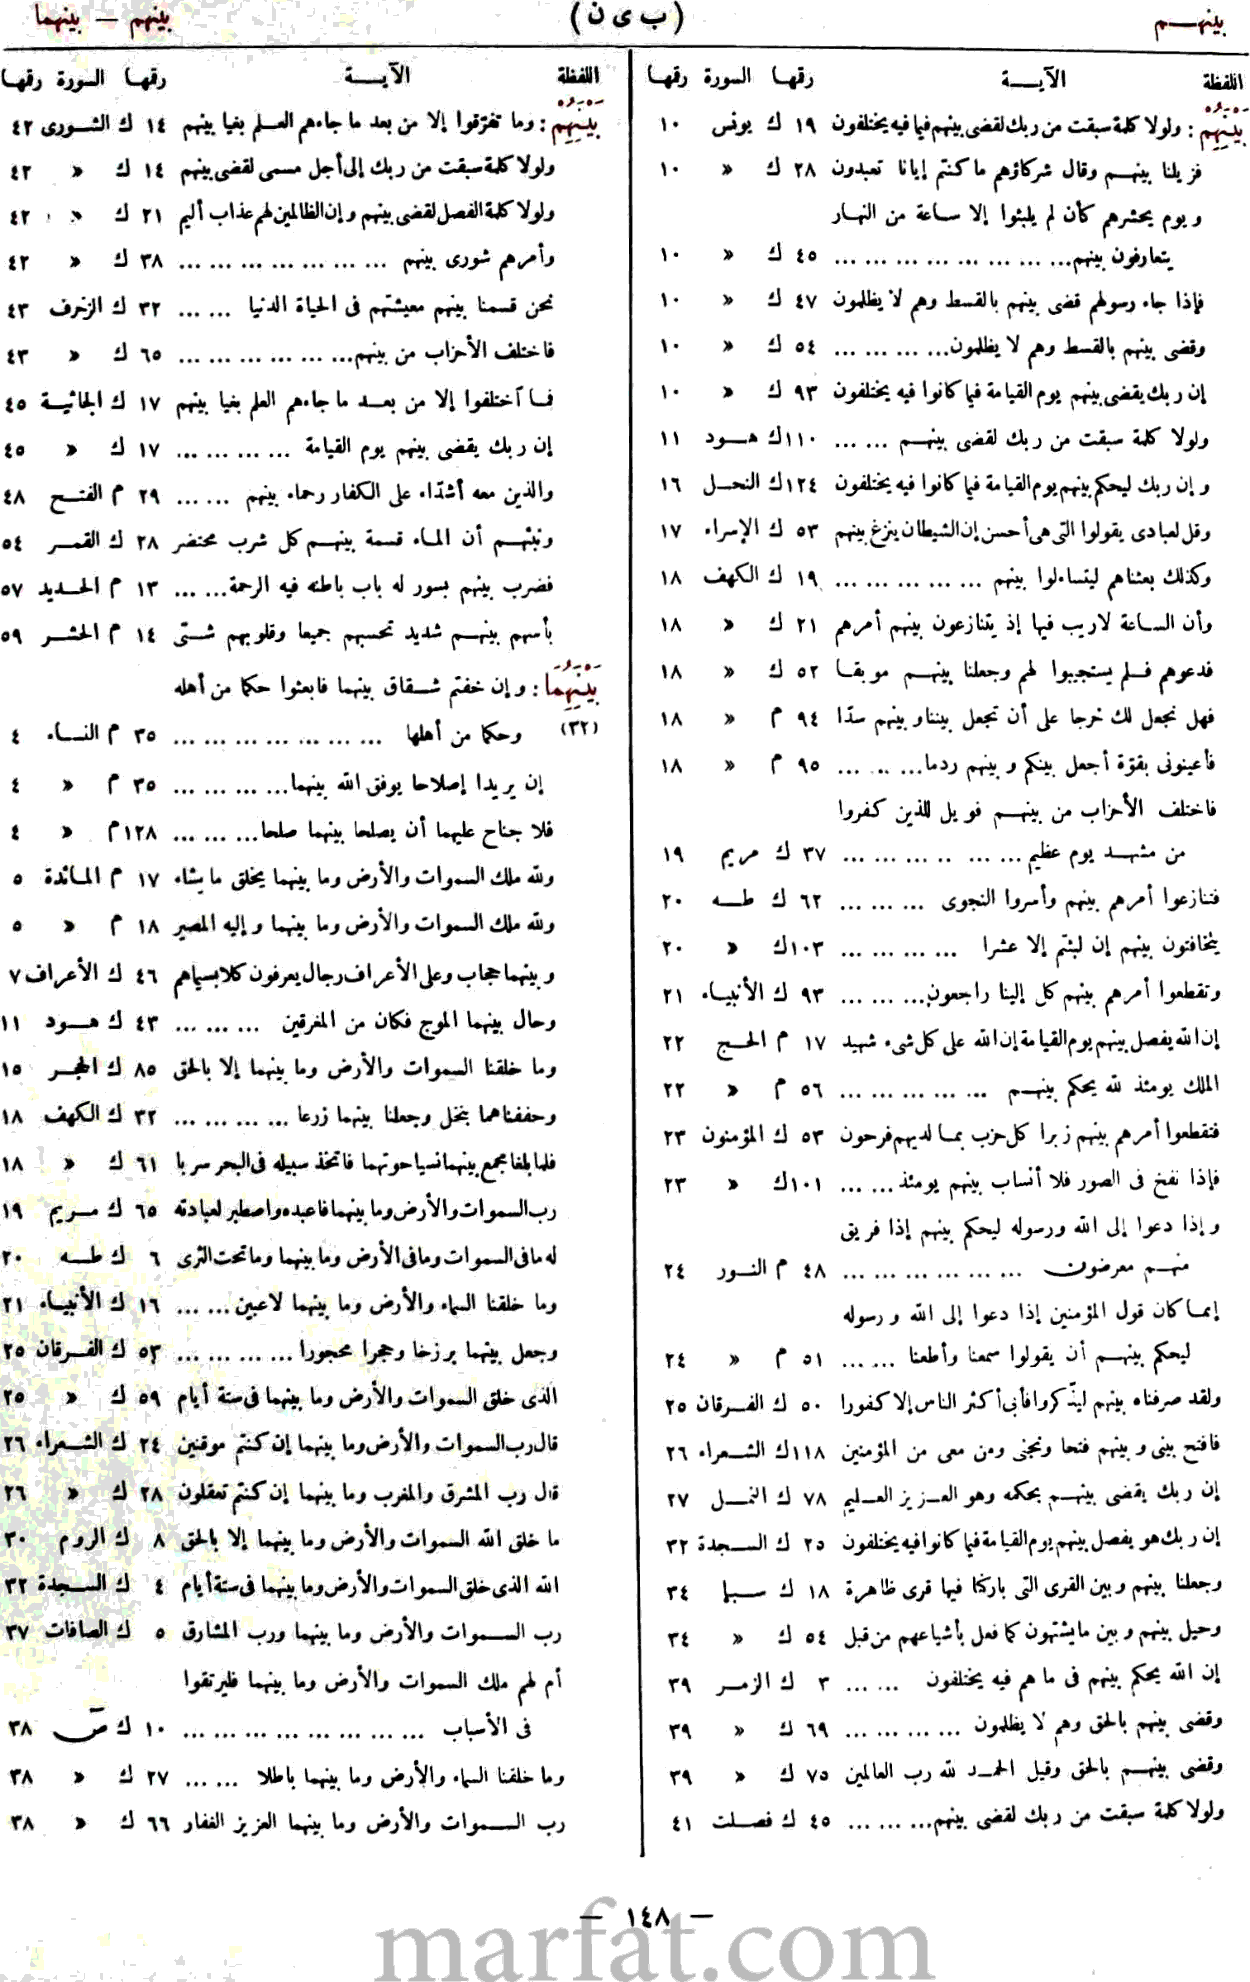 بينهم
(ب ى ن)
بينهم — بينهما
اللفظة الآيــة رقمها السورة رقمها
بَيْنَهُمْ : ولولا كلمة سبقت من ربك لقضى بينهم فيما فيه يختلفون ١٩ ك يونس ١٠
فزيلنا بينهم وقال شركاؤهم ما كنتم إيانا تعبدون ٢٨ ك » ١٠
ويوم يحشرهم كأن لم يلبثوا إلا ساعة من النهار
يتعارفون بينهم... ... ... ... ... ... ... ... ٤٥ ك » ١٠
فإذا جاء رسولهم قضى بينهم بالقسط وهم لا يظلمون ٤٧ ك » ١٠
وقضى بينهم بالقسط وهم لا يظلمون... ... ... ... ٥٤ ك » ١٠
إن ربك يقضى بينهم يوم القيامة فيما كانوا فيه يختلفون ٩٣ ك » ١٠
ولولا كلمة سبقت من ربك لقضى بينهم ... ... ١١٠ك هود ١١
وإن ربك ليحكم بينهم يوم القيامة فيما كانوا فيه يختلفون ١٢٤ك النحل ١٦
وقل لعبادى يقولوا التى هى أحسن إن الشيطان ينزغ بينهم ٥٣ ك الإسراء ١٧
وكذلك بعثناهم ليتساءلوا بينهم ... ... ... ... ... ١٩ ك الكهف ١٨
وأن الساعة لاريب فيها إذ يتنازعون بينهم أمرهم ٢١ ك » ١٨
فدعوهم فلم يستجيبوا لهم وجعلنا بينهم موبقا ٥٢ ك » ١٨
فهل نجعل لك خرجا على أن تجعل بيننا وبينهم سدّا ٩٤ م » ١٨
فأعينونى بقوّة أجعل بينكم وبينهم ردما... ... ... ٩٥ م » ١٨
فاختلف الأحزاب من بينهم فويل للذين كفروا
من مشهد يوم عظيم ... ... ... ... ... ... ٣٧ ك مريم ١٩
فتنازعوا أمرهم بينهم وأسروا النجوى ... ... ... ٦٢ ك طه ٢٠
يتخافتون بينهم إن لبثتم إلا عشرا ... ... ... ... ١٠٣ك » ٢٠
وتقطعوا أمرهم بينهم كل إلينا راجعون... ... ... ٩٣ ك الأنبياء ٢١
إن الله يفصل بينهم يوم القيامة إن الله على كل شىء شهيد ١٧ م الحج ٢٢
الملك يومئذ لله يحكم بينهم ... ... ... ... ... ٥٦ م » ٢٢
فتقطعوا أمرهم بينهم زبرا كل حزب بما لديهم فرحون ٥٣ ك المؤمنون ٢٣
فإذا نفخ فى الصور فلا أنساب بينهم يومئذ... ... ١٠١ك » ٢٣
وإذا دعوا إلى الله ورسوله ليحكم بينهم إذا فريق
منهم معرضون ... ... ... ... ... ... ٤٨ م النور ٢٤
إنما كان قول المؤمنين إذا دعوا إلى الله ورسوله
ليحكم بينهم أن يقولوا سمعنا وأطعنا ... ... ٥١ م » ٢٤
ولقد صرفناه بينهم ليذّكروا فأبى أكثر الناس إلا كفورا ٥٠ ك الفرقان ٢٥
فافتح بينى وبينهم فتحا ونجنى ومن معى من المؤمنين ١١٨ك الشعراء ٢٦
إن ربك يقضى بينهم بحكمه وهو العزيز العليم ٧٨ ك النمل ٢٧
إن ربك هو يفصل بينهم يوم القيامة فيما كانوا فيه يختلفون ٢٥ ك السجدة ٣٢
وجعلنا بينهم وبين القرى التى باركنا فيها قرى ظاهرة ١٨ ك سبإ ٣٤
وحيل بينهم وبين ما يشتهون كما فعل بأشياعهم من قبل ٥٤ ك » ٣٤
إن الله يحكم بينهم فى ما هم فيه يختلفون ... ... ٣ ك الزمر ٣٩
وقضى بينهم بالحق وهم لا يظلمون ... ... ... ... ٦٩ ك » ٣٩
وقضى بينهم بالحق وقيل الحمد لله رب العالمين ٧٥ ك » ٣٩
ولولا كلمة سبقت من ربك لقضى بينهم... ... ... ٤٥ ك فصلت ٤١
اللفظة الآيــة رقمها السورة رقمها
بَيْنَهُمْ : وما تفرّقوا إلا من بعد ما جاءهم العلم بغيا بينهم ١٤ ك الشورى ٤٢
ولولا كلمة سبقت من ربك إلى أجل مسمى لقضى بينهم ١٤ ك » ٤٢
ولولا كلمة الفصل لقضى بينهم وإن الظالمين لهم عذاب أليم ٢١ ك » ٤٢
وأمرهم شورى بينهم ... ... ... ... ... ... ... ٣٨ ك » ٤٢
نحن قسمنا بينهم معيشتهم فى الحياة الدنيا ... ... ٣٢ ك الزخرف ٤٣
فاختلف الأحزاب من بينهم... ... ... ... ... ... ٦٥ ك » ٤٣
فما اختلفوا إلا من بعد ما جاءهم العلم بغيا بينهم ١٧ ك الجاثية ٤٥
إن ربك يقضى بينهم يوم القيامة ... ... ... ... ١٧ ك » ٤٥
والذين معه أشدّاء على الكفار رحماء بينهم ... ... ٢٩ م الفتح ٤٨
ونبئهم أن الماء قسمة بينهم كل شرب محتضر ٢٨ ك القمر ٥٤
فضرب بينهم بسور له باب باطنه فيه الرحمة... ... ١٣ م الحديد ٥٧
بأسهم بينهم شديد تحسبهم جميعا وقلوبهم شتّى ١٤ م الحشر ٥٩
بَيْنَهُمَا : وإن خفتم شقاق بينهما فابعثوا حكما من أهله
(٣٢) وحكما من أهلها ... ... ... ... ... ... ... ٣٥ م النساء ٤
إن يريدا إصلاحا يوفق الله بينهما... ... ... ... ٣٥ م » ٤
فلا جناح عليهما أن يصلحا بينهما صلحا... ... ... ١٢٨م » ٤
ولله ملك السموات والأرض وما بينهما يخلق ما يشاء ١٧ م المائدة ٥
ولله ملك السموات والأرض وما بينهما وإليه المصير ١٨ م » ٥
وبينهما حجاب وعلى الأعراف رجال يعرفون كلا بسيماهم ٤٦ ك الأعراف ٧
وحال بينهما الموج فكان من المغرقين ... ... ... ٤٣ ك هود ١١
وما خلقنا السموات والأرض وما بينهما إلا بالحق ٨٥ ك الحجر ١٥
وحففناهما بنخل وجعلنا بينهما زرعا ... ... ... ... ٣٢ ك الكهف ١٨
فلما بلغا مجمع بينهما نسيا حوتهما فاتخذ سبيله فى البحر سربا ٦١ ك » ١٨
رب السموات والأرض وما بينهما فاعبده واصطبر لعبادته ٦٥ ك مريم ١٩
له ما فى السموات وما فى الأرض وما بينهما وما تحت الثرى ٦ ك طه ٢٠
وما خلقنا السماء والأرض وما بينهما لاعبين... ... ١٦ ك الأنبياء ٢١
وجعل بينهما برزخا وحجرا محجورا ... ... ... ... ٥٣ ك الفرقان ٢٥
الذى خلق السموات والأرض وما بينهما فى ستة أيام ٥٩ ك » ٢٥
قال رب السموات والأرض وما بينهما إن كنتم موقنين ٢٤ ك الشعراء ٢٦
قال رب المشرق والمغرب وما بينهما إن كنتم تعقلون ٢٨ ك » ٢٦
ما خلق الله السموات والأرض وما بينهما إلا بالحق ٨ ك الروم ٣٠
الله الذى خلق السموات والأرض وما بينهما فى ستة أيام ٤ ك السجدة ٣٢
رب السموات والأرض وما بينهما ورب المشارق ٥ ك الصافات ٣٧
أم لهم ملك السموات والأرض وما بينهما فليرتقوا
فى الأسباب ... ... ... ... ... ... ... ... ١٠ ك صۤ ٣٨
وما خلقنا السماء والأرض وما بينهما باطلا ... ... ٢٧ ك » ٣٨
رب السموات والأرض وما بينهما العزيز الغفار ٦٦ ك » ٣٨
— ١٤٨ —
marfat.com